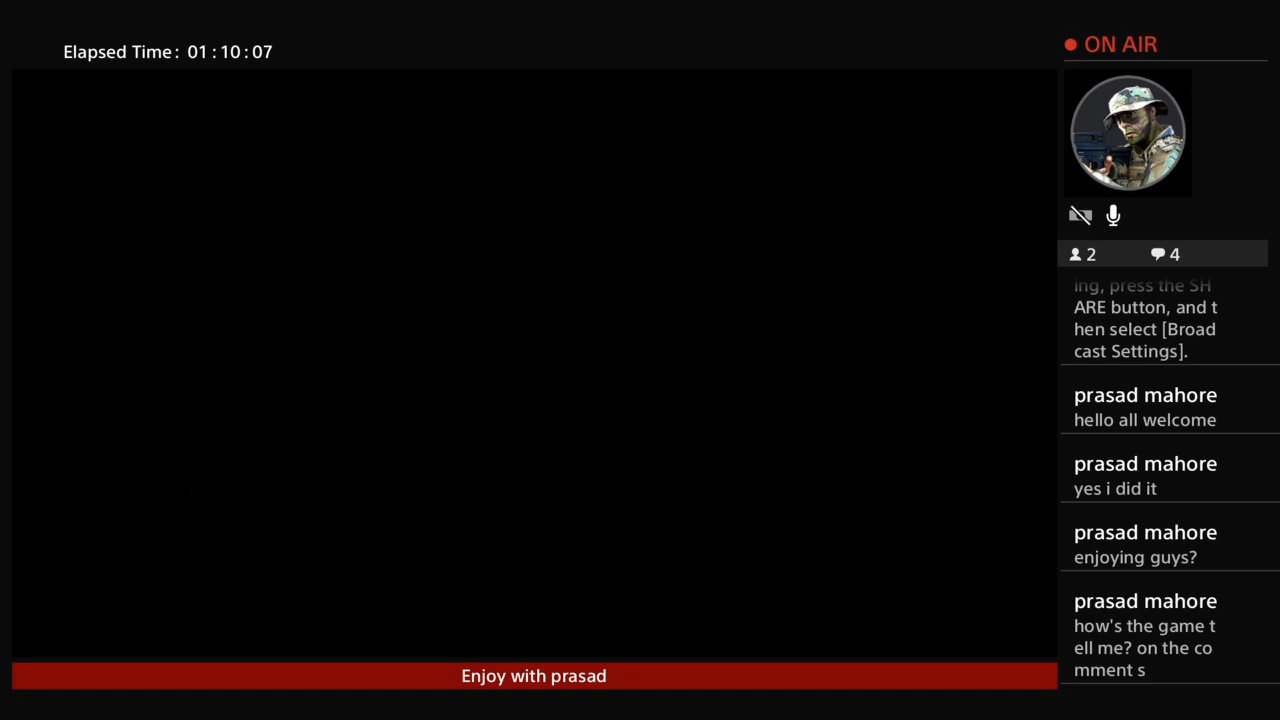 Elapsed Time: 01:10:07
ON AIR
2 4
ing, press the SH
ARE button, and t
hen select [Broad
cast Settings].
prasad mahore
hello all welcome
prasad mahore
yes i did it
prasad mahore
enjoying guys?
prasad mahore
how's the game t
ell me? on the co
mment s
Enjoy with prasad